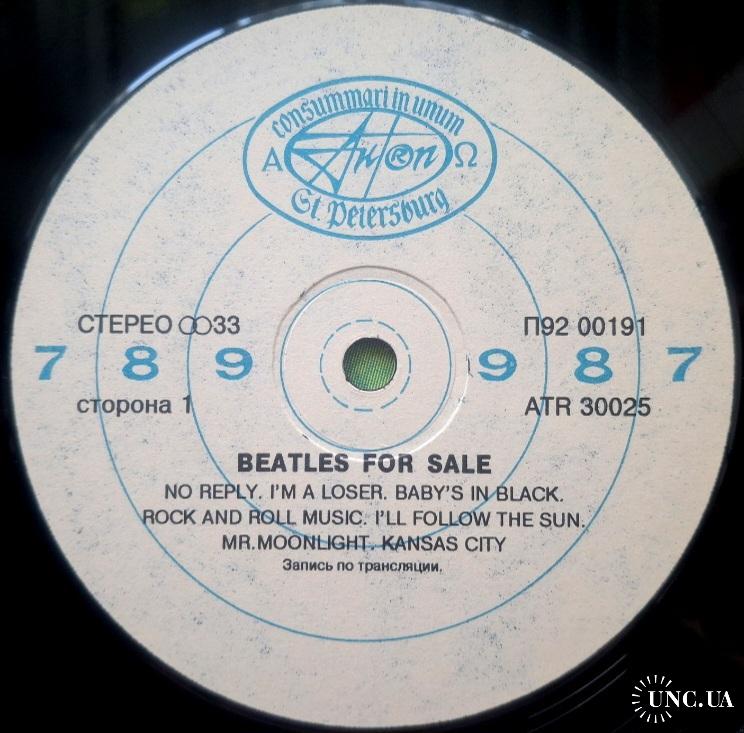 consummari in unum
А AnTRon Ω
St. Petersburg
СТЕРЕО 33
П92 00191
7 8 9 9 8 7
сторона 1
ATR 30025
BEATLES FOR SALE
NO REPLY. I'M A LOSER. BABY'S IN BLACK.
ROCK AND ROLL MUSIC. I'LL FOLLOW THE SUN.
MR.MOONLIGHT. KANSAS CITY
Запись по трансляции.
UNC.UA